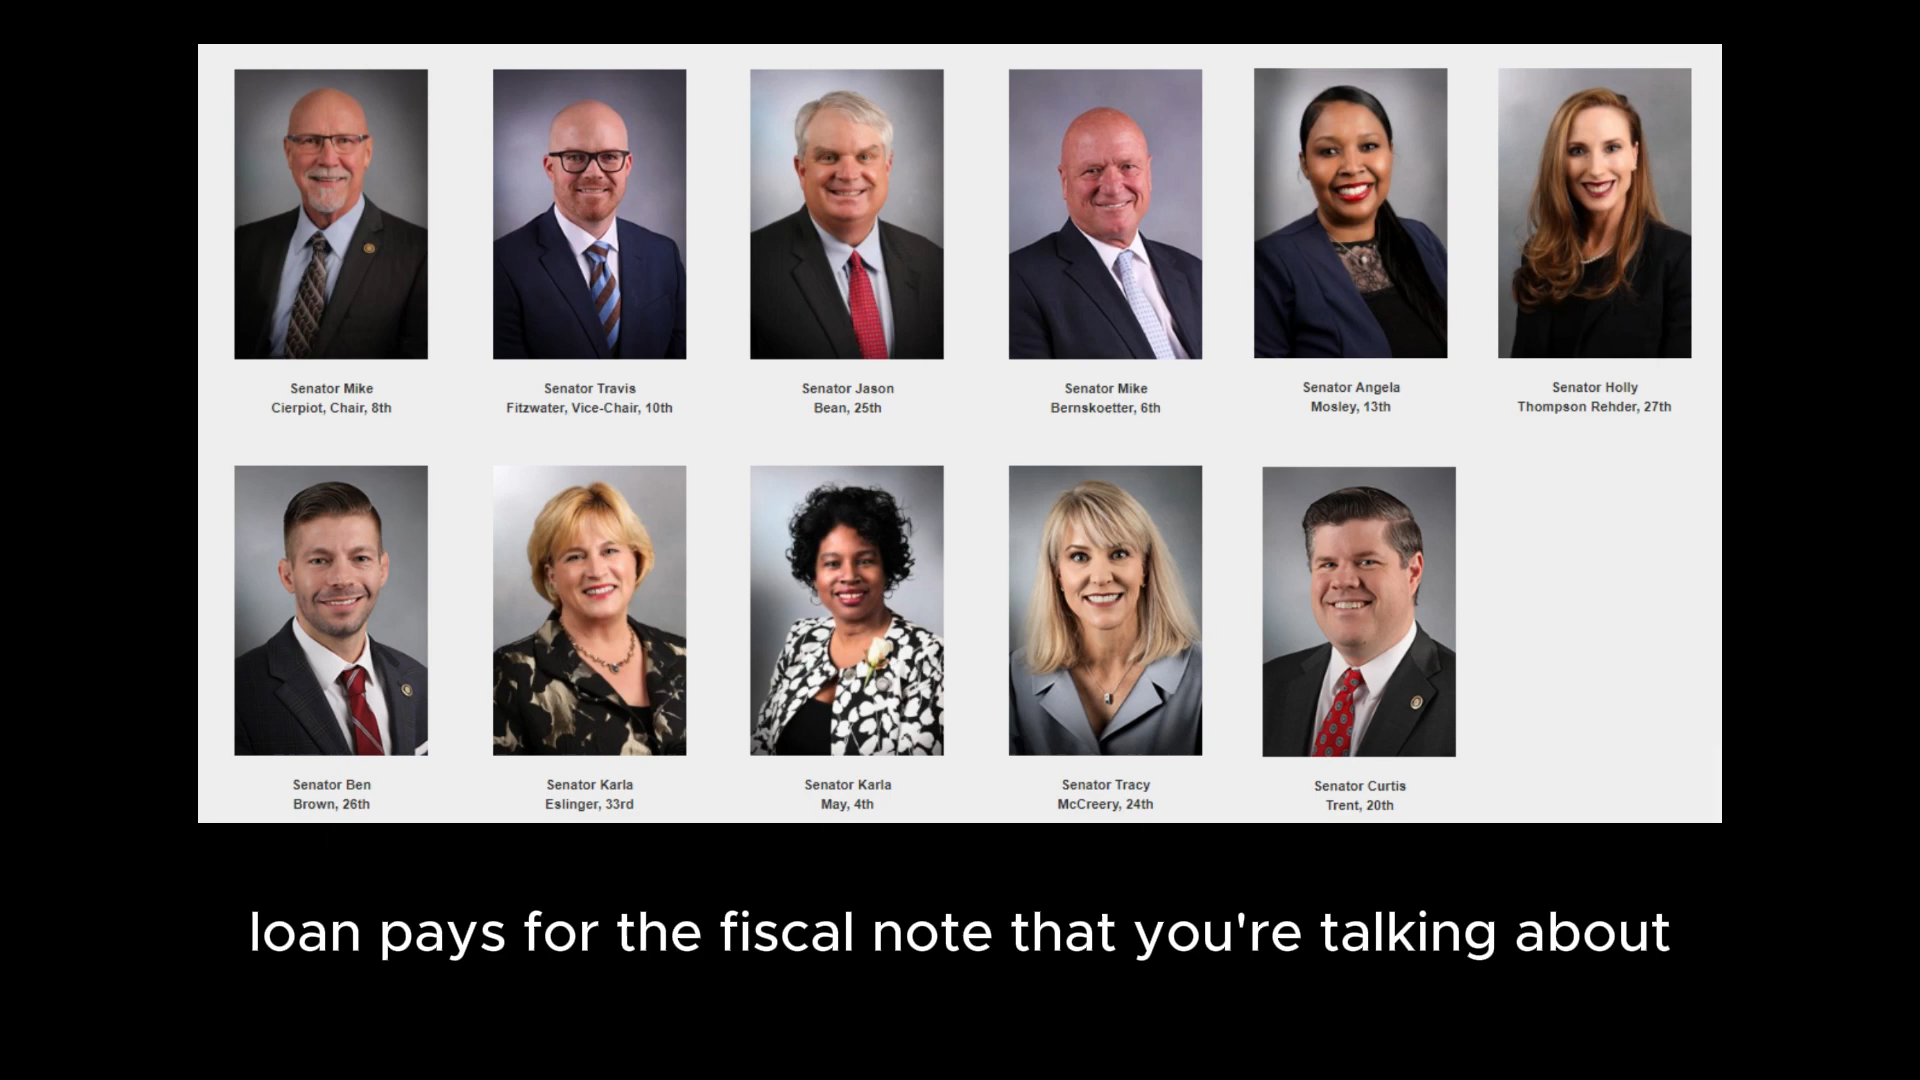 Senator Mike
Cierpiot, Chair, 8th
Senator Travis
Fitzwater, Vice-Chair, 10th
Senator Jason
Bean, 25th
Senator Mike
Bernskoetter, 6th
Senator Angela
Mosley, 13th
Senator Holly
Thompson Rehder, 27th
Senator Ben
Brown, 26th
Senator Karla
Eslinger, 33rd
Senator Karla
May, 4th
Senator Tracy
McCreery, 24th
Senator Curtis
Trent, 20th
loan pays for the fiscal note that you're talking about